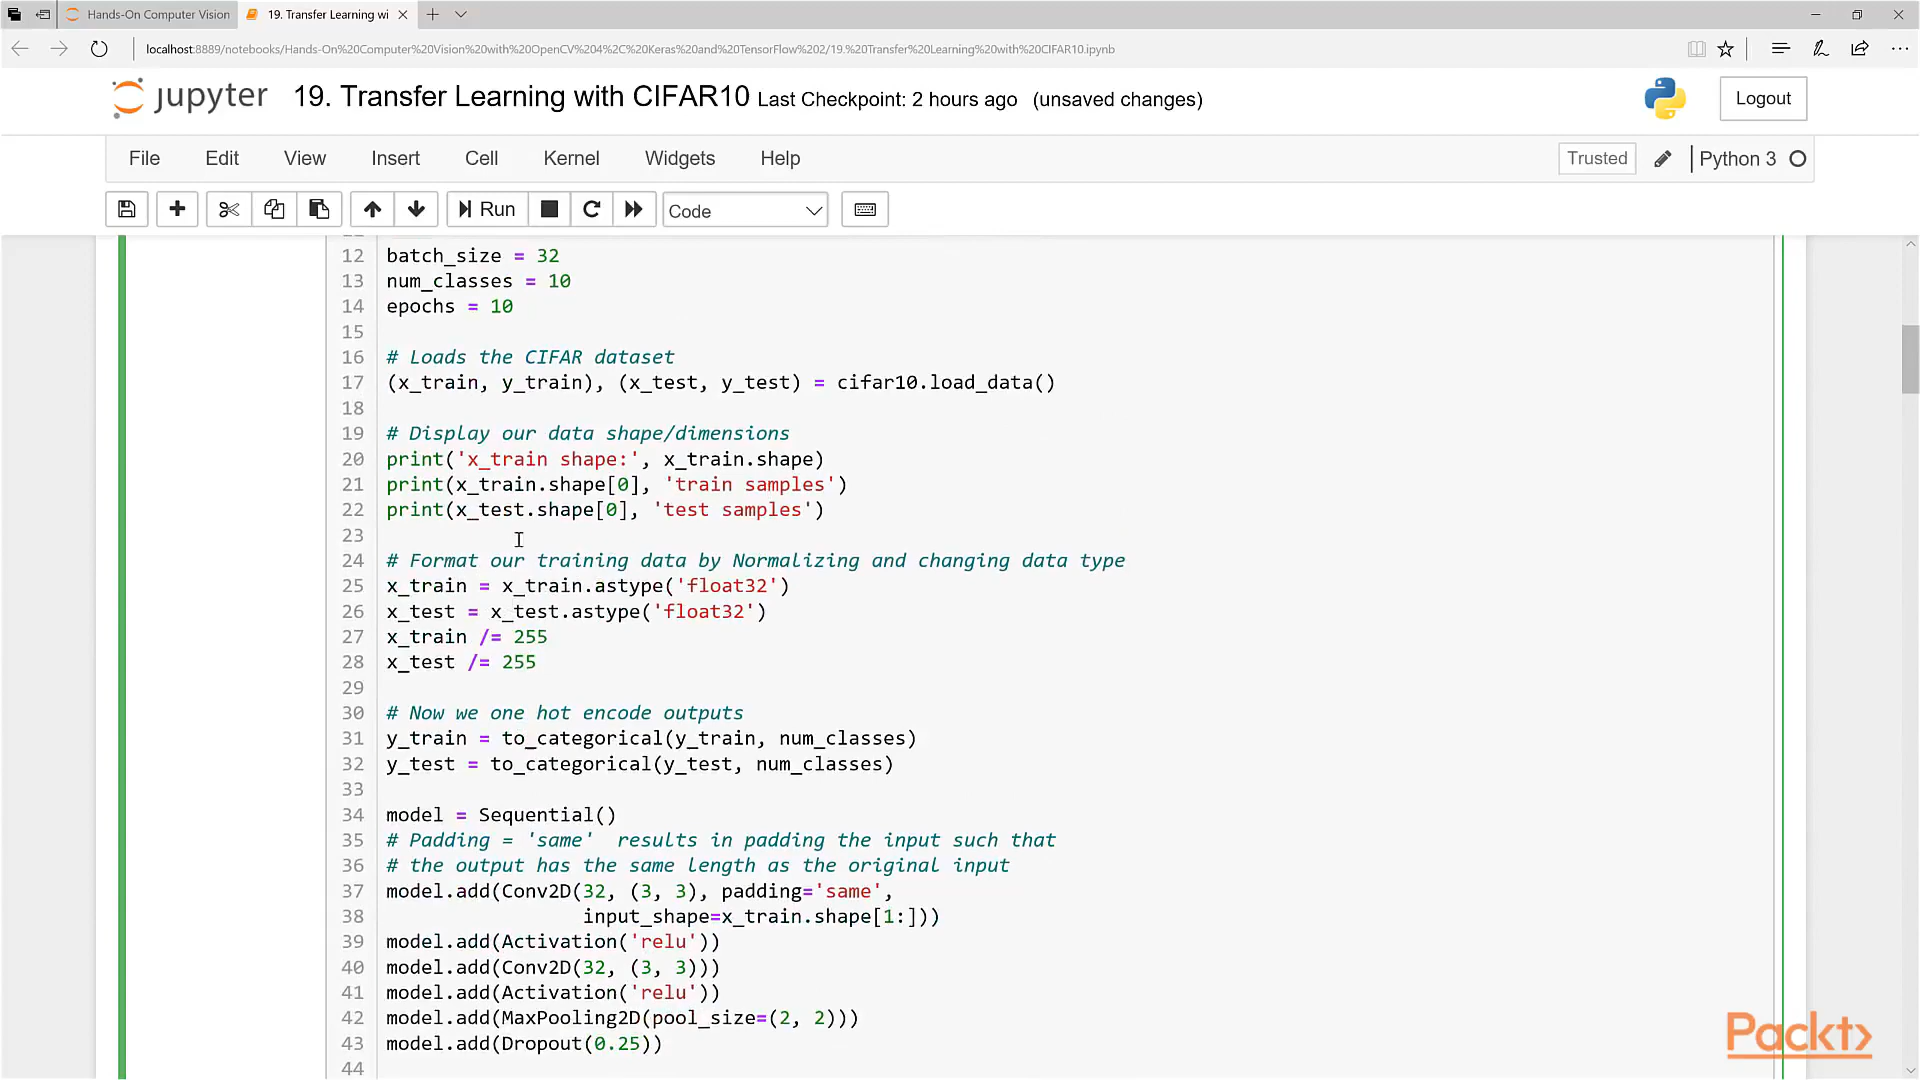 Hands-On Computer Vision
19. Transfer Learning wi
localhost:8889/notebooks/Hands-On%20Computer%20Vision%20with%20OpenCV%204%2C%20Keras%20and%20TensorFlow%202/19.%20Transfer%20Learning%20with%20CIFAR10.ipynb
jupyter 19. Transfer Learning with CIFAR10 Last Checkpoint: 2 hours ago (unsaved changes)
Logout
File Edit View Insert Cell Kernel Widgets Help
Trusted Python 3
Run Code
12 batch_size = 32
13 num_classes = 10
14 epochs = 10
15
16 # Loads the CIFAR dataset
17 (x_train, y_train), (x_test, y_test) = cifar10.load_data()
18
19 # Display our data shape/dimensions
20 print('x_train shape:', x_train.shape)
21 print(x_train.shape[0], 'train samples')
22 print(x_test.shape[0], 'test samples')
23
24 # Format our training data by Normalizing and changing data type
25 x_train = x_train.astype('float32')
26 x_test = x_test.astype('float32')
27 x_train /= 255
28 x_test /= 255
29
30 # Now we one hot encode outputs
31 y_train = to_categorical(y_train, num_classes)
32 y_test = to_categorical(y_test, num_classes)
33
34 model = Sequential()
35 # Padding = 'same'  results in padding the input such that
36 # the output has the same length as the original input
37 model.add(Conv2D(32, (3, 3), padding='same',
38                  input_shape=x_train.shape[1:]))
39 model.add(Activation('relu'))
40 model.add(Conv2D(32, (3, 3)))
41 model.add(Activation('relu'))
42 model.add(MaxPooling2D(pool_size=(2, 2)))
43 model.add(Dropout(0.25))
44
Packt>